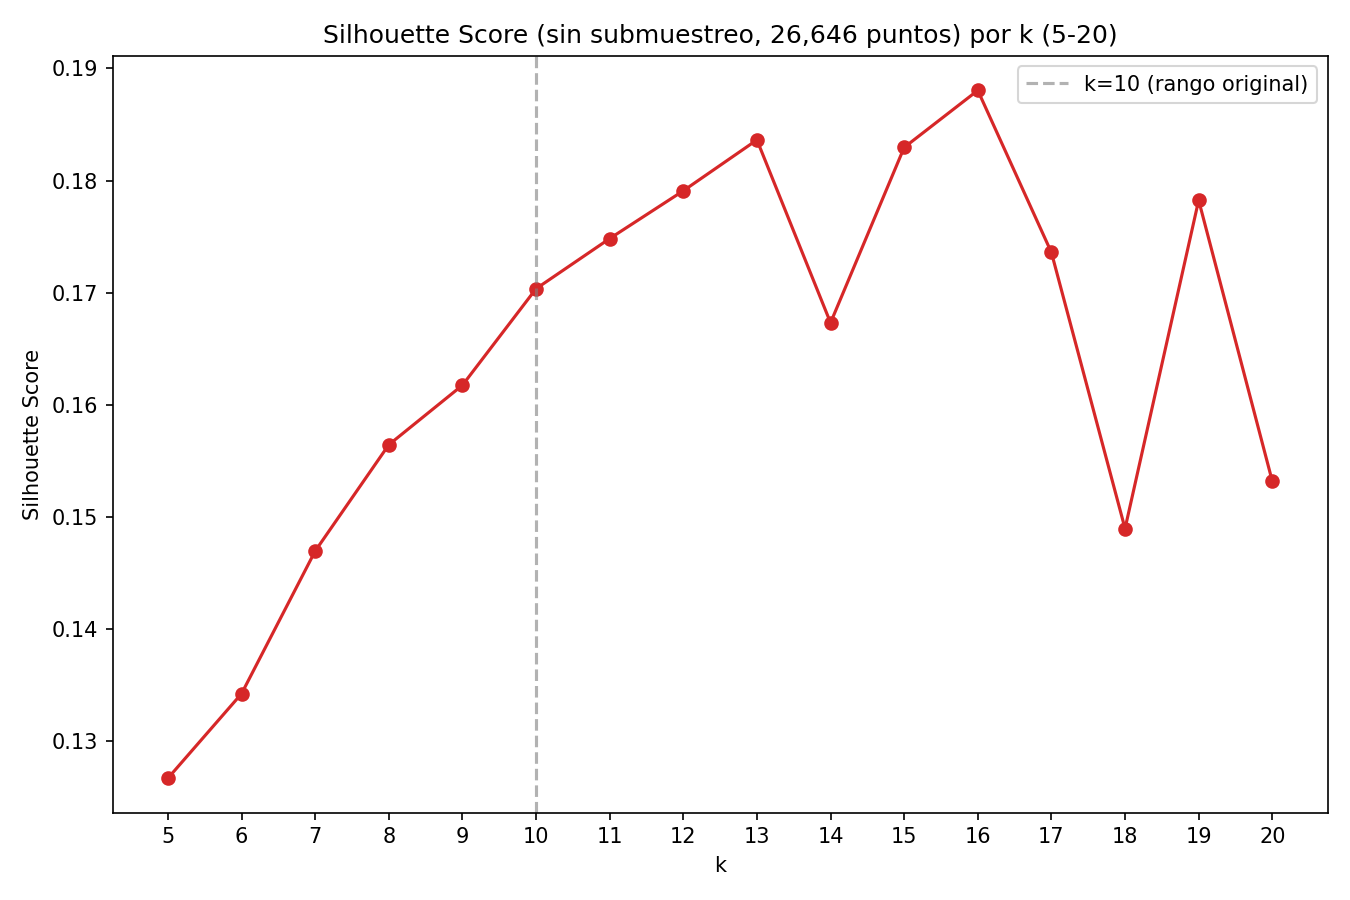 Silhouette Score (sin submuestreo, 26,646 puntos) por k (5-20)
k=10 (rango original)
Silhouette Score
0.19
0.18
0.17
0.16
0.15
0.14
0.13
5 6 7 8 9 10 11 12 13 14 15 16 17 18 19 20
k